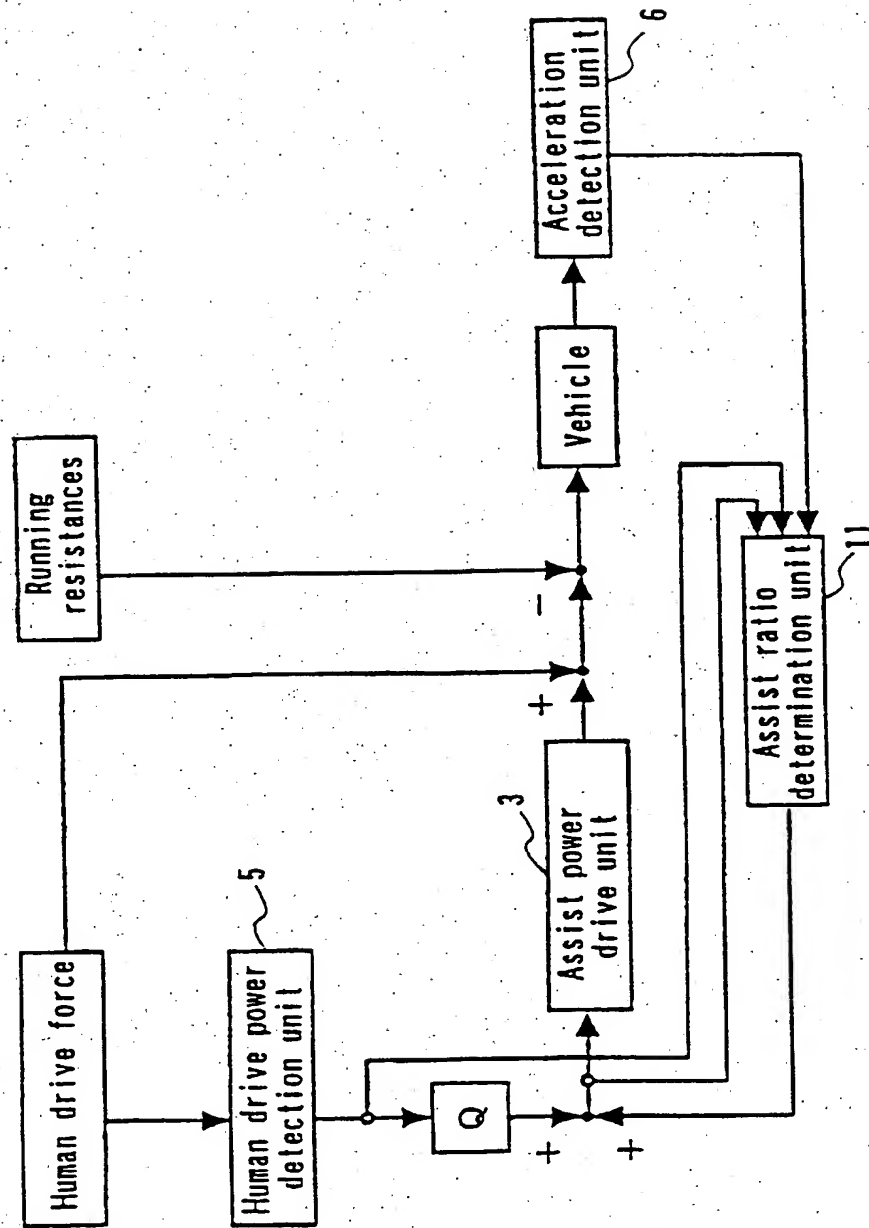 Human drive force
Running
resistances
5
Human drive power
detection unit
Q
+
+
3
Assist power
drive unit
+
-
Vehicle
Acceleration
detection unit
6
Assist ratio
determination unit
11